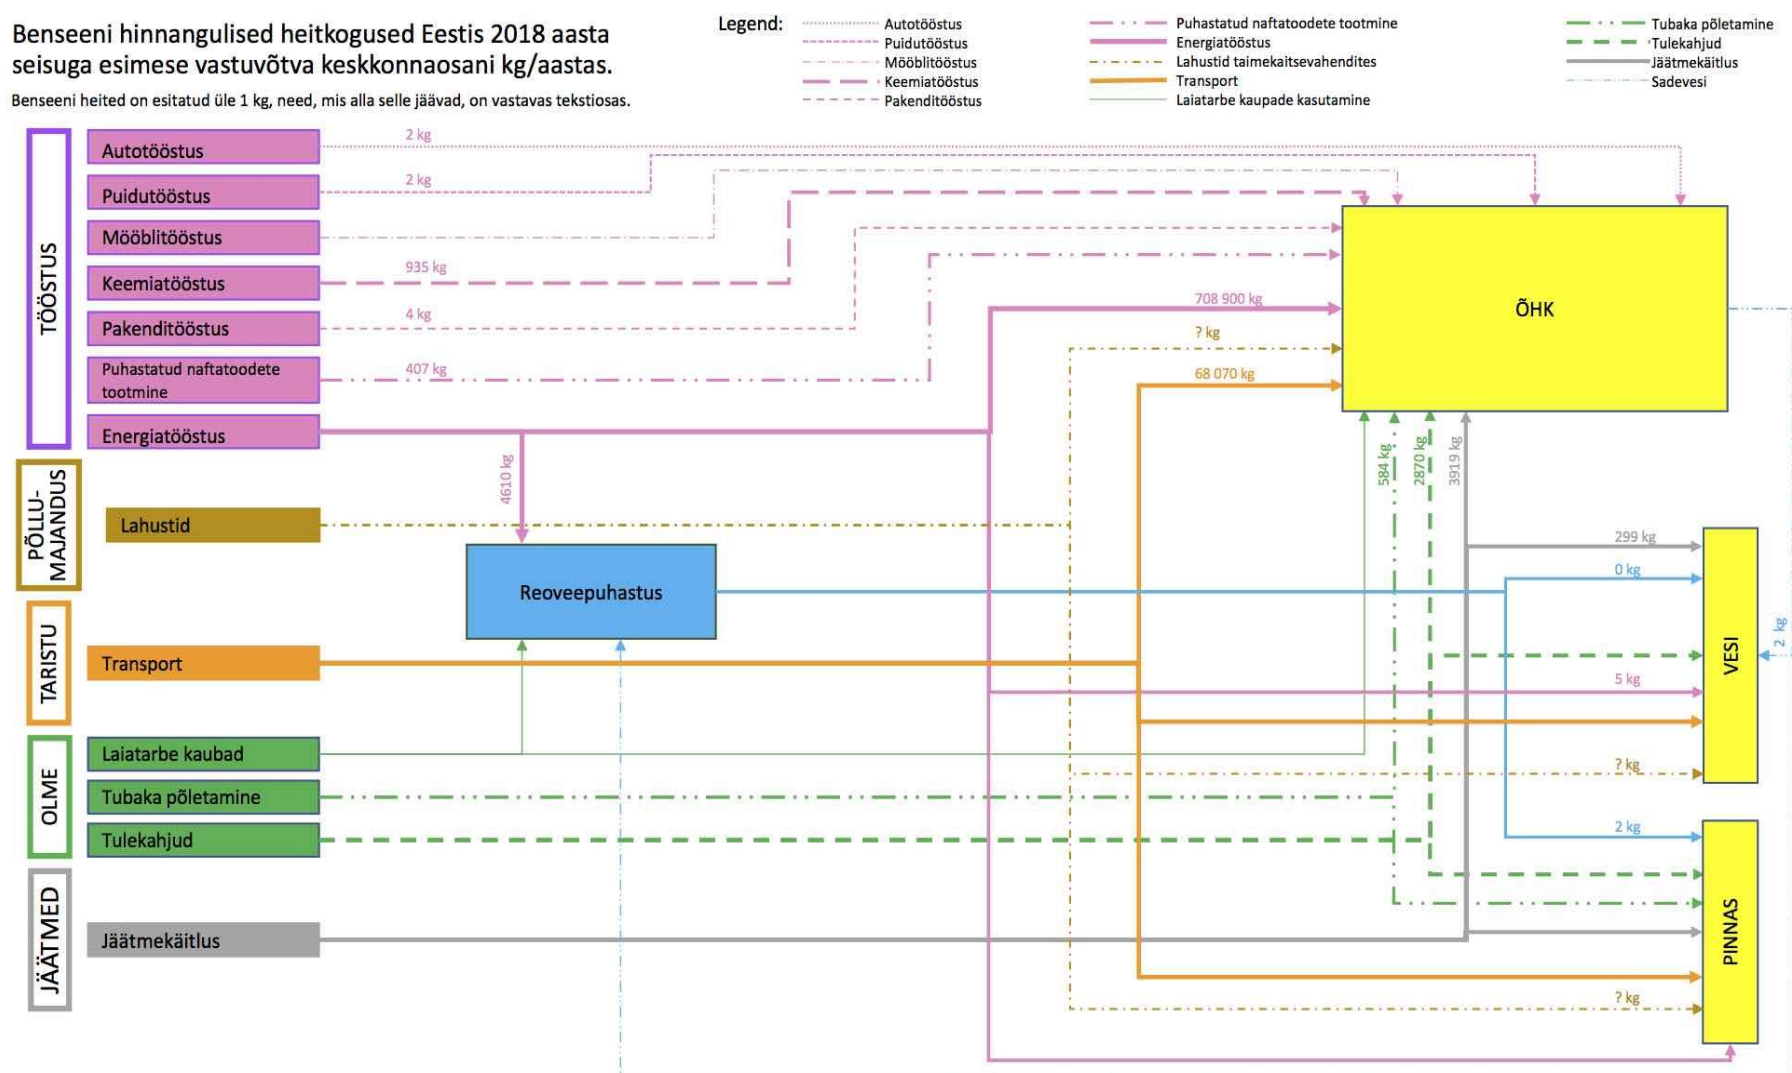 Benseeni hinnangulised heitkogused Eestis 2018 aasta
seisuga esimese vastuvõtva keskkonnaosani kg/aastas.
Benseeni heited on esitatud üle 1 kg, need, mis alla selle jäävad, on vastavas tekstiosas.
Legend:
Autotööstus
Puidutööstus
Mööblitööstus
Keemiatööstus
Pakenditööstus
Puhastatud naftatoodete tootmine
Energiatööstus
Lahustid taimekaitsevahendites
Transport
Laiatarbe kaupade kasutamine
Tubaka põletamine
Tulekahjud
Jäätmekäitlus
Sadevesi
TÖÖSTUS
Autotööstus
2 kg
Puidutööstus
2 kg
Mööblitööstus
Keemiatööstus
935 kg
Pakenditööstus
4 kg
Puhastatud naftatoodete
tootmine
407 kg
Energiatööstus
4610 kg
708 900 kg
? kg
68 070 kg
ÕHK
584 kg
2870 kg
3919 kg
PÕLLU-
MAJANDUS
Lahustid
Reoveepuhastus
TARISTU
Transport
299 kg
0 kg
5 kg
? kg
VESI
2 kg
OLME
Laiatarbe kaubad
Tubaka põletamine
Tulekahjud
JÄÄTMED
Jäätmekäitlus
2 kg
? kg
PINNAS